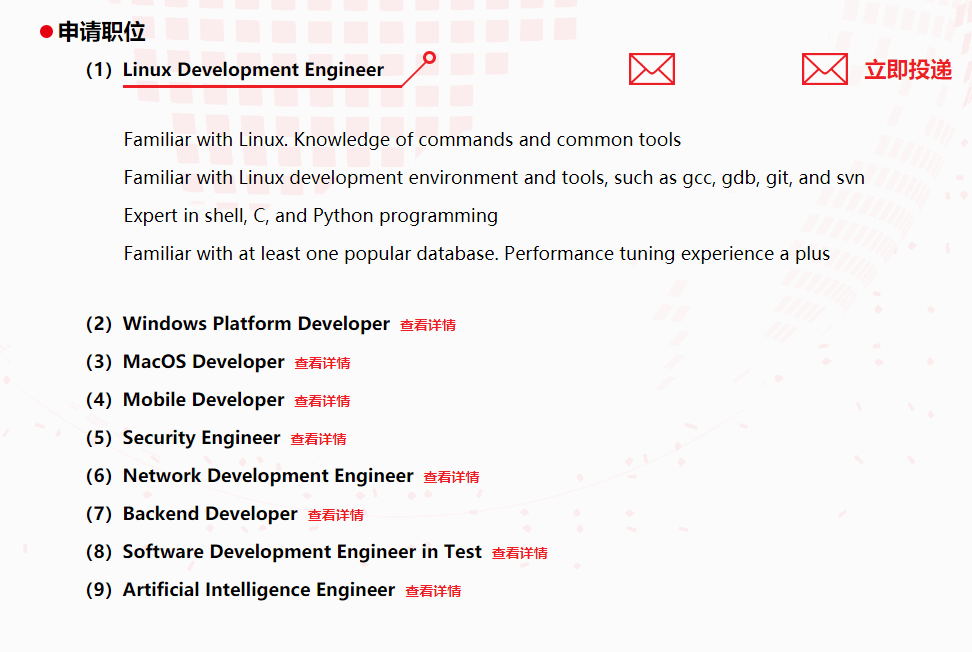 申请职位
(1) Linux Development Engineer
立即投递
Familiar with Linux. Knowledge of commands and common tools
Familiar with Linux development environment and tools, such as gcc, gdb, git, and svn
Expert in shell, C, and Python programming
Familiar with at least one popular database. Performance tuning experience a plus
(2) Windows Platform Developer 查看详情
(3) MacOS Developer 查看详情
(4) Mobile Developer 查看详情
(5) Security Engineer 查看详情
(6) Network Development Engineer 查看详情
(7) Backend Developer 查看详情
(8) Software Development Engineer in Test 查看详情
(9) Artificial Intelligence Engineer 查看详情